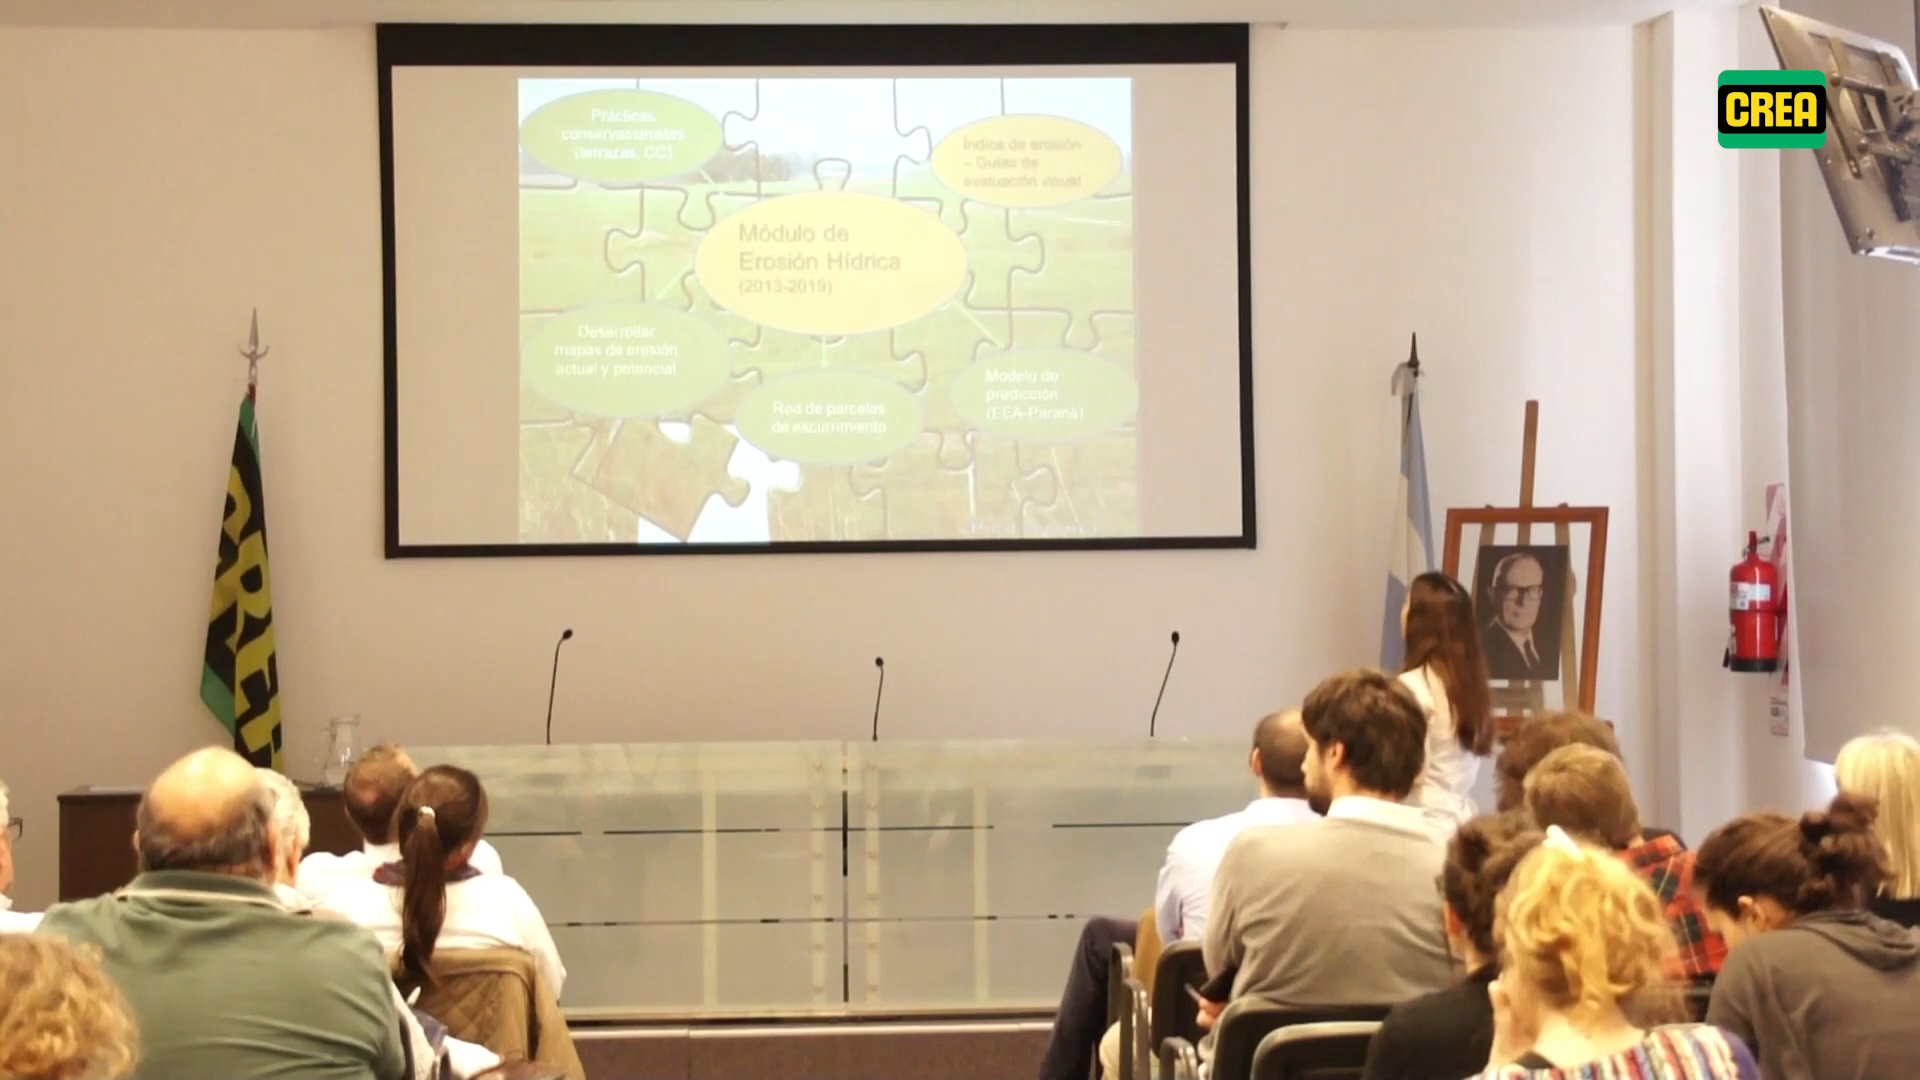 Prácticas
conservacionistas
(terrazas, CC)
Índice de erosión
– Guías de
evaluación visual
Módulo de
Erosión Hídrica
(2013-2019)
Desarrollar
mapas de erosión
actual y potencial
Red de parcelas
de escurrimiento
Modelo de
predicción
(EEA-Paraná)
CREA
CREA